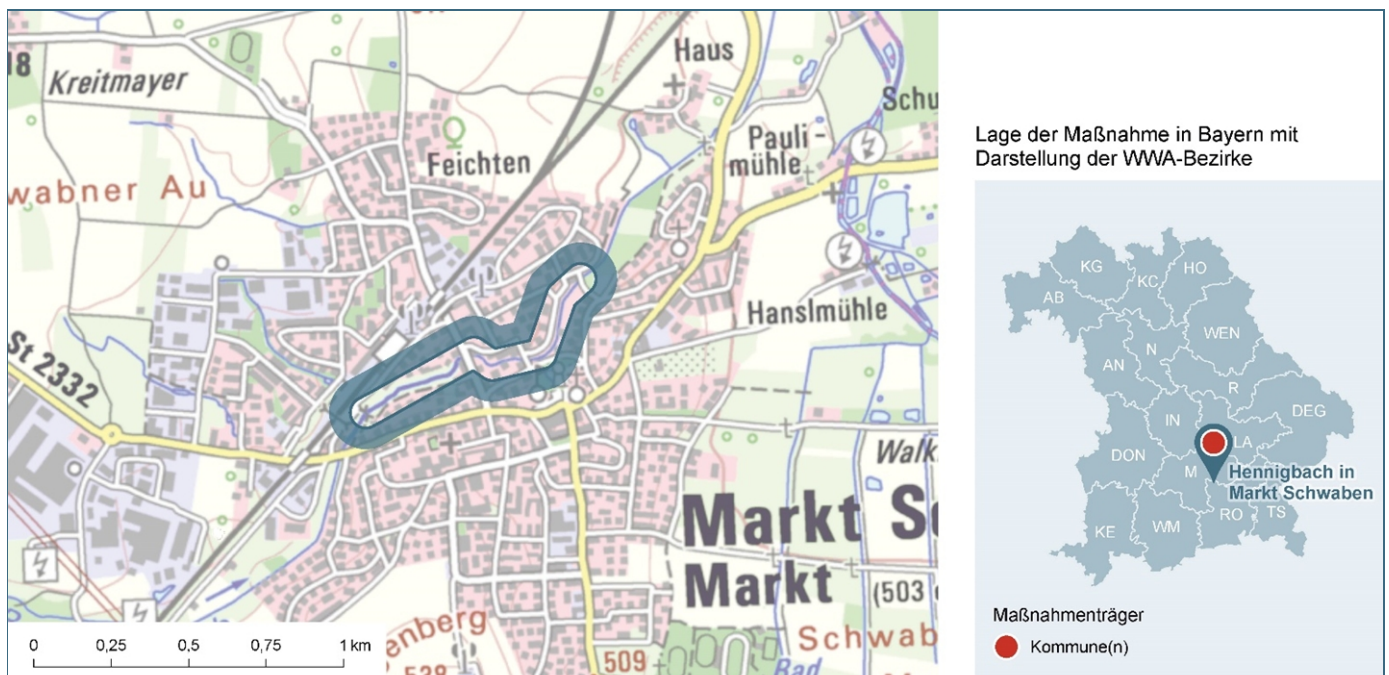 18
Kreitmayer
Haus
Schu
Pauli-
mühle
Feichten
wabner Au
Hanslmühle
St 2332
Walk
Markt S
Markt
(503
enberg
538
509
Schwab
Bad
0 0,25 0,5 0,75 1 km
Lage der Maßnahme in Bayern mit
Darstellung der WWA-Bezirke
KG
HO
KC
AB
WEN
N
AN
R
DEG
IN
LA
DON
M
Hennigbach in
Markt Schwaben
RO
TS
WM
KE
Maßnahmenträger
Kommune(n)